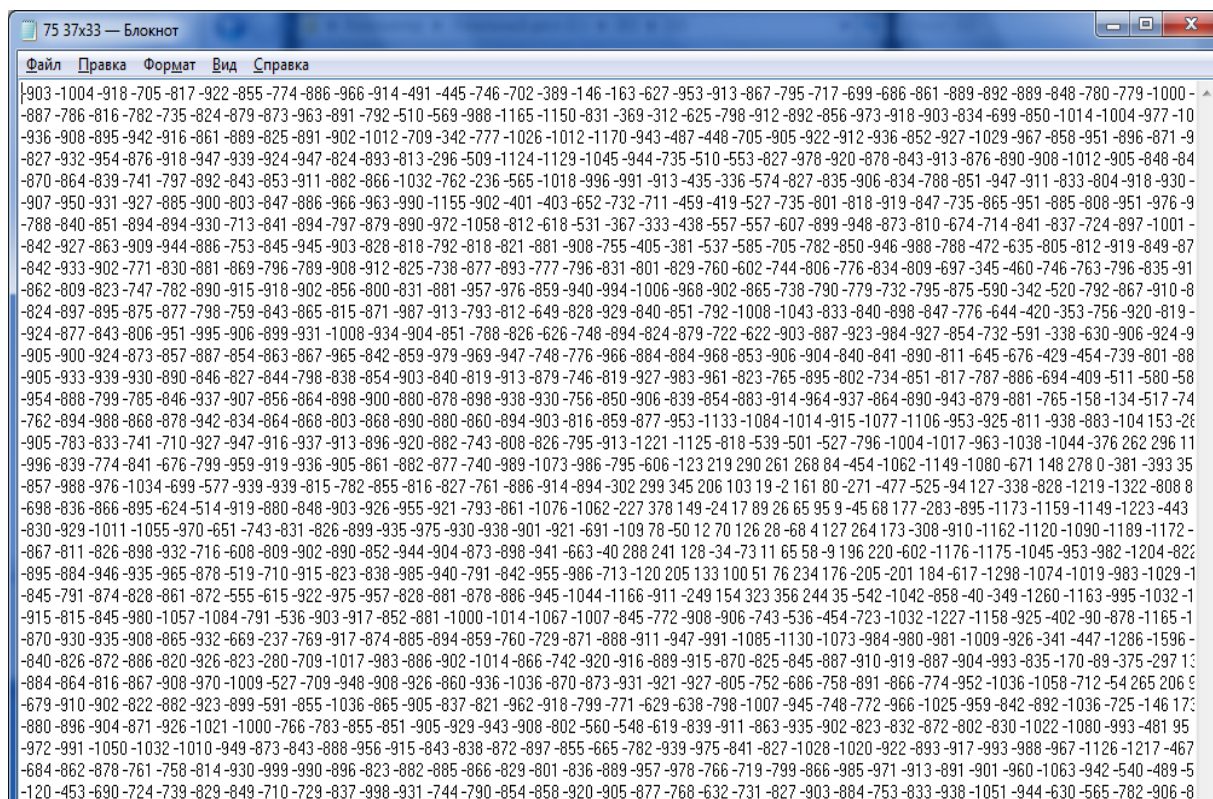 75 37x33 — Блокнот
Файл Правка Формат Вид Справка
-903 -1004 -918 -705 -817 -922 -855 -774 -886 -966 -914 -491 -445 -746 -702 -389 -146 -163 -627 -953 -913 -867 -795 -717 -699 -686 -861 -889 -892 -889 -848 -780 -779 -1000 -
-887 -786 -816 -782 -735 -824 -879 -873 -963 -891 -792 -510 -569 -988 -1165 -1150 -831 -369 -312 -625 -798 -912 -892 -856 -973 -918 -903 -834 -699 -850 -1014 -1004 -977 -10
-936 -908 -895 -942 -916 -861 -889 -825 -891 -902 -1012 -709 -342 -777 -1026 -1012 -1170 -943 -487 -448 -705 -905 -922 -912 -936 -852 -927 -1029 -967 -858 -951 -896 -871 -9
-827 -932 -954 -876 -918 -947 -939 -924 -947 -824 -893 -813 -296 -509 -1124 -1129 -1045 -944 -735 -510 -553 -827 -978 -920 -878 -843 -913 -876 -890 -908 -1012 -905 -848 -84
-870 -864 -839 -741 -797 -892 -843 -853 -911 -882 -866 -1032 -762 -236 -565 -1018 -996 -991 -913 -435 -336 -574 -827 -835 -906 -834 -788 -851 -947 -911 -833 -804 -918 -930 -
-907 -950 -931 -927 -885 -900 -803 -847 -886 -966 -963 -990 -1155 -902 -401 -403 -652 -732 -711 -459 -419 -527 -735 -801 -818 -919 -847 -735 -865 -951 -885 -808 -951 -976 -9
-788 -840 -851 -894 -894 -930 -713 -841 -894 -797 -879 -890 -972 -1058 -812 -618 -531 -367 -333 -438 -557 -557 -607 -899 -948 -873 -810 -674 -714 -841 -837 -724 -897 -1001 -
-842 -927 -863 -909 -944 -886 -753 -845 -945 -903 -828 -818 -792 -818 -821 -881 -908 -755 -405 -381 -537 -585 -705 -782 -850 -946 -988 -788 -472 -635 -805 -812 -919 -849 -87
-842 -933 -902 -771 -830 -881 -869 -796 -789 -908 -912 -825 -738 -877 -893 -777 -796 -831 -801 -829 -760 -602 -744 -806 -776 -834 -809 -697 -345 -460 -746 -763 -796 -835 -91
-862 -809 -823 -747 -782 -890 -915 -918 -902 -856 -800 -831 -881 -957 -976 -859 -940 -994 -1006 -968 -902 -865 -738 -790 -779 -732 -795 -875 -590 -342 -520 -792 -867 -910 -8
-824 -897 -895 -875 -877 -798 -759 -843 -865 -815 -871 -987 -913 -793 -812 -649 -828 -929 -840 -851 -792 -1008 -1043 -833 -840 -898 -847 -776 -644 -420 -353 -756 -920 -819 -
-924 -877 -843 -806 -951 -995 -906 -899 -931 -1008 -934 -904 -851 -788 -826 -626 -748 -894 -824 -879 -722 -622 -903 -887 -923 -984 -927 -854 -732 -591 -338 -630 -906 -924 -9
-905 -900 -924 -873 -857 -887 -854 -863 -867 -965 -842 -859 -979 -969 -947 -748 -776 -966 -884 -884 -968 -853 -906 -904 -840 -841 -890 -811 -645 -676 -429 -454 -739 -801 -88
-905 -933 -939 -930 -890 -846 -827 -844 -798 -838 -854 -903 -840 -819 -913 -879 -746 -819 -927 -983 -961 -823 -765 -895 -802 -734 -851 -817 -787 -886 -694 -409 -511 -580 -58
-954 -888 -799 -785 -846 -937 -907 -856 -864 -898 -900 -880 -878 -898 -938 -930 -756 -850 -906 -839 -854 -883 -914 -964 -937 -864 -890 -943 -879 -881 -765 -158 -134 -517 -74
-762 -894 -988 -868 -878 -942 -834 -864 -868 -803 -868 -890 -880 -860 -894 -903 -816 -859 -877 -953 -1133 -1084 -1014 -915 -1077 -1106 -953 -925 -811 -938 -883 -104 153 -28
-905 -783 -833 -741 -710 -927 -947 -916 -937 -913 -896 -920 -882 -743 -808 -826 -795 -913 -1221 -1125 -818 -539 -501 -527 -796 -1004 -1017 -963 -1038 -1044 -376 262 296 11
-996 -839 -774 -841 -676 -799 -959 -919 -936 -905 -861 -882 -877 -740 -989 -1073 -986 -795 -606 -123 219 290 261 268 84 -454 -1062 -1149 -1080 -671 148 278 0 -381 -393 35
-857 -988 -976 -1034 -699 -577 -939 -939 -815 -782 -855 -816 -827 -761 -886 -914 -894 -302 299 345 206 103 19 -2 161 80 -271 -477 -525 -94 127 -338 -828 -1219 -1322 -808 8
-698 -836 -866 -895 -624 -514 -919 -880 -848 -903 -926 -955 -921 -793 -861 -1076 -1062 -227 378 149 -24 17 89 26 65 95 9 -45 68 177 -283 -895 -1173 -1159 -1149 -1223 -443
-830 -929 -1011 -1055 -970 -651 -743 -831 -826 -899 -935 -975 -930 -938 -901 -921 -691 -109 78 -50 12 70 126 28 -68 4 127 264 173 -308 -910 -1162 -1120 -1090 -1189 -1172 -
-867 -811 -826 -898 -932 -716 -608 -809 -902 -890 -852 -944 -904 -873 -898 -941 -663 -40 288 241 128 -34 -73 11 65 58 -9 196 220 -602 -1176 -1175 -1045 -953 -982 -1204 -822
-895 -884 -946 -935 -965 -878 -519 -710 -915 -823 -838 -985 -940 -791 -842 -955 -986 -713 -120 205 133 100 51 76 234 176 -205 -201 184 -617 -1298 -1074 -1019 -983 -1029 -1
-845 -791 -874 -828 -861 -872 -555 -615 -922 -975 -957 -828 -881 -878 -886 -945 -1044 -1166 -911 -249 154 323 356 244 35 -542 -1042 -858 -40 -349 -1260 -1163 -995 -1032 -1
-915 -815 -845 -980 -1057 -1084 -791 -536 -903 -917 -852 -881 -1000 -1014 -1067 -1007 -845 -772 -908 -906 -743 -536 -454 -723 -1032 -1227 -1158 -925 -402 -90 -878 -1165 -1
-870 -930 -935 -908 -865 -932 -669 -237 -769 -917 -874 -885 -894 -859 -760 -729 -871 -888 -911 -947 -991 -1085 -1130 -1073 -984 -980 -981 -1009 -926 -341 -447 -1286 -1596 -
-840 -826 -872 -886 -820 -926 -823 -280 -709 -1017 -983 -886 -902 -1014 -866 -742 -920 -916 -889 -915 -870 -825 -845 -887 -910 -919 -887 -904 -993 -835 -170 -89 -375 -297 13
-884 -864 -816 -867 -908 -970 -1009 -527 -709 -948 -908 -926 -860 -936 -1036 -870 -873 -931 -921 -927 -805 -752 -686 -758 -891 -866 -774 -952 -1036 -1058 -712 -54 265 206 9
-679 -910 -902 -822 -882 -923 -899 -591 -855 -1036 -865 -905 -837 -821 -962 -918 -799 -771 -629 -638 -798 -1007 -945 -748 -772 -966 -1025 -959 -842 -892 -1036 -725 -146 173
-880 -896 -904 -871 -926 -1021 -1000 -766 -783 -855 -851 -905 -929 -943 -908 -802 -560 -548 -619 -839 -911 -863 -935 -902 -823 -832 -872 -802 -830 -1022 -1080 -993 -481 95
-972 -991 -1050 -1032 -1010 -949 -873 -843 -888 -956 -915 -843 -838 -872 -897 -855 -665 -782 -939 -975 -841 -827 -1028 -1020 -922 -893 -917 -993 -988 -967 -1126 -1217 -467
-684 -862 -878 -761 -758 -814 -930 -999 -990 -896 -823 -882 -885 -866 -829 -801 -836 -889 -957 -978 -766 -719 -799 -866 -985 -971 -913 -891 -901 -960 -1063 -942 -540 -489 -5
-120 -453 -690 -724 -739 -829 -849 -710 -729 -837 -998 -931 -744 -790 -854 -858 -920 -905 -877 -768 -632 -731 -827 -903 -884 -753 -833 -938 -1051 -944 -630 -565 -782 -906 -8